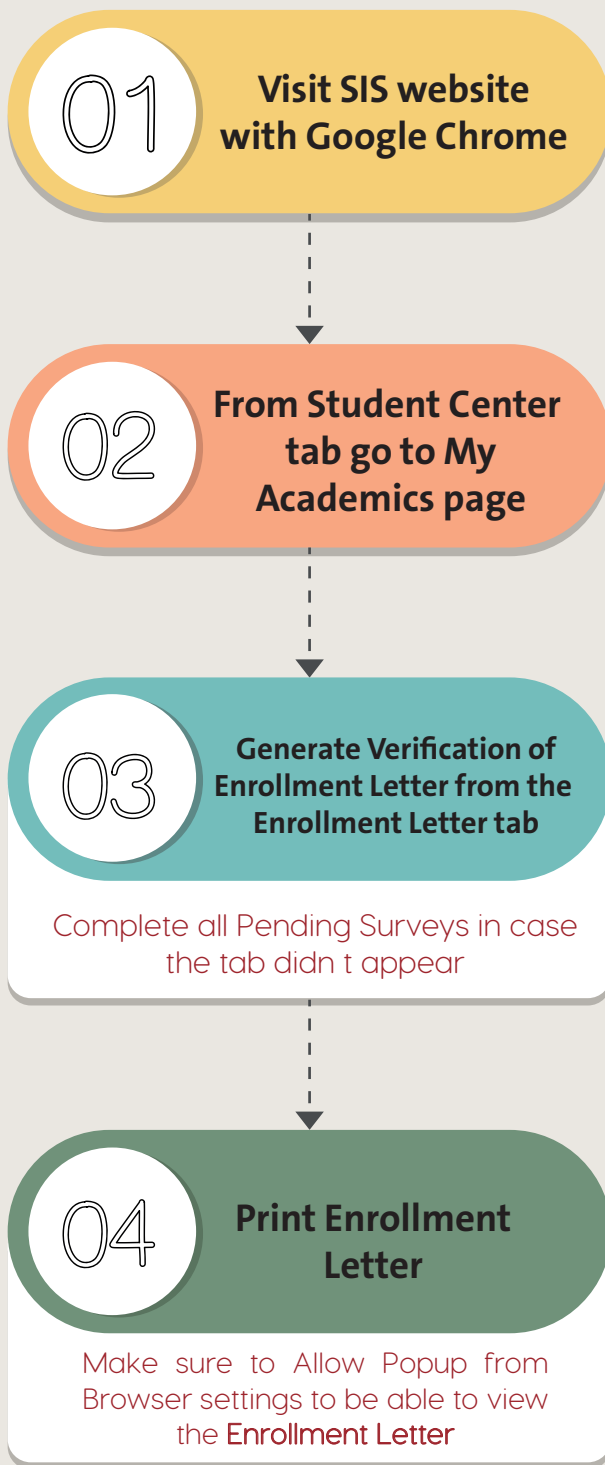 01
Visit SIS website
with Google Chrome
02
From Student Center
tab go to My
Academics page
03
Generate Verification of
Enrollment Letter from the
Enrollment Letter tab
Complete all Pending Surveys in case
the tab didn t appear
04
Print Enrollment
Letter
Make sure to Allow Popup from
Browser settings to be able to view
the Enrollment Letter